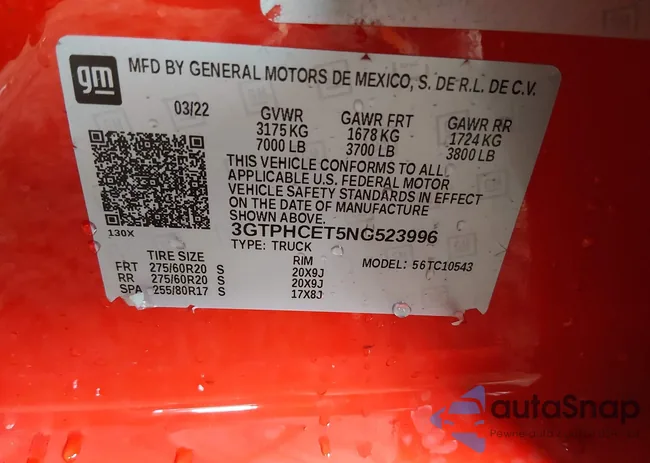 gm MFD BY GENERAL MOTORS DE MEXICO, S. DE R.L. DE C.V.
03/22 GVWR GAWR FRT GAWR RR
3175 KG 1678 KG 1724 KG
7000 LB 3700 LB 3800 LB
THIS VEHICLE CONFORMS TO ALL
APPLICABLE U.S. FEDERAL MOTOR
VEHICLE SAFETY STANDARDS IN EFFECT
ON THE DATE OF MANUFACTURE
SHOWN ABOVE.
130X 3GTPHCET5NG523996
TYPE: TRUCK MODEL: 56TC10543
TIRE SIZE RIM
FRT 275/60R20 S 20X9J
RR 275/60R20 S 20X9J
SPA 255/80R17 S 17X8J
autoSnap